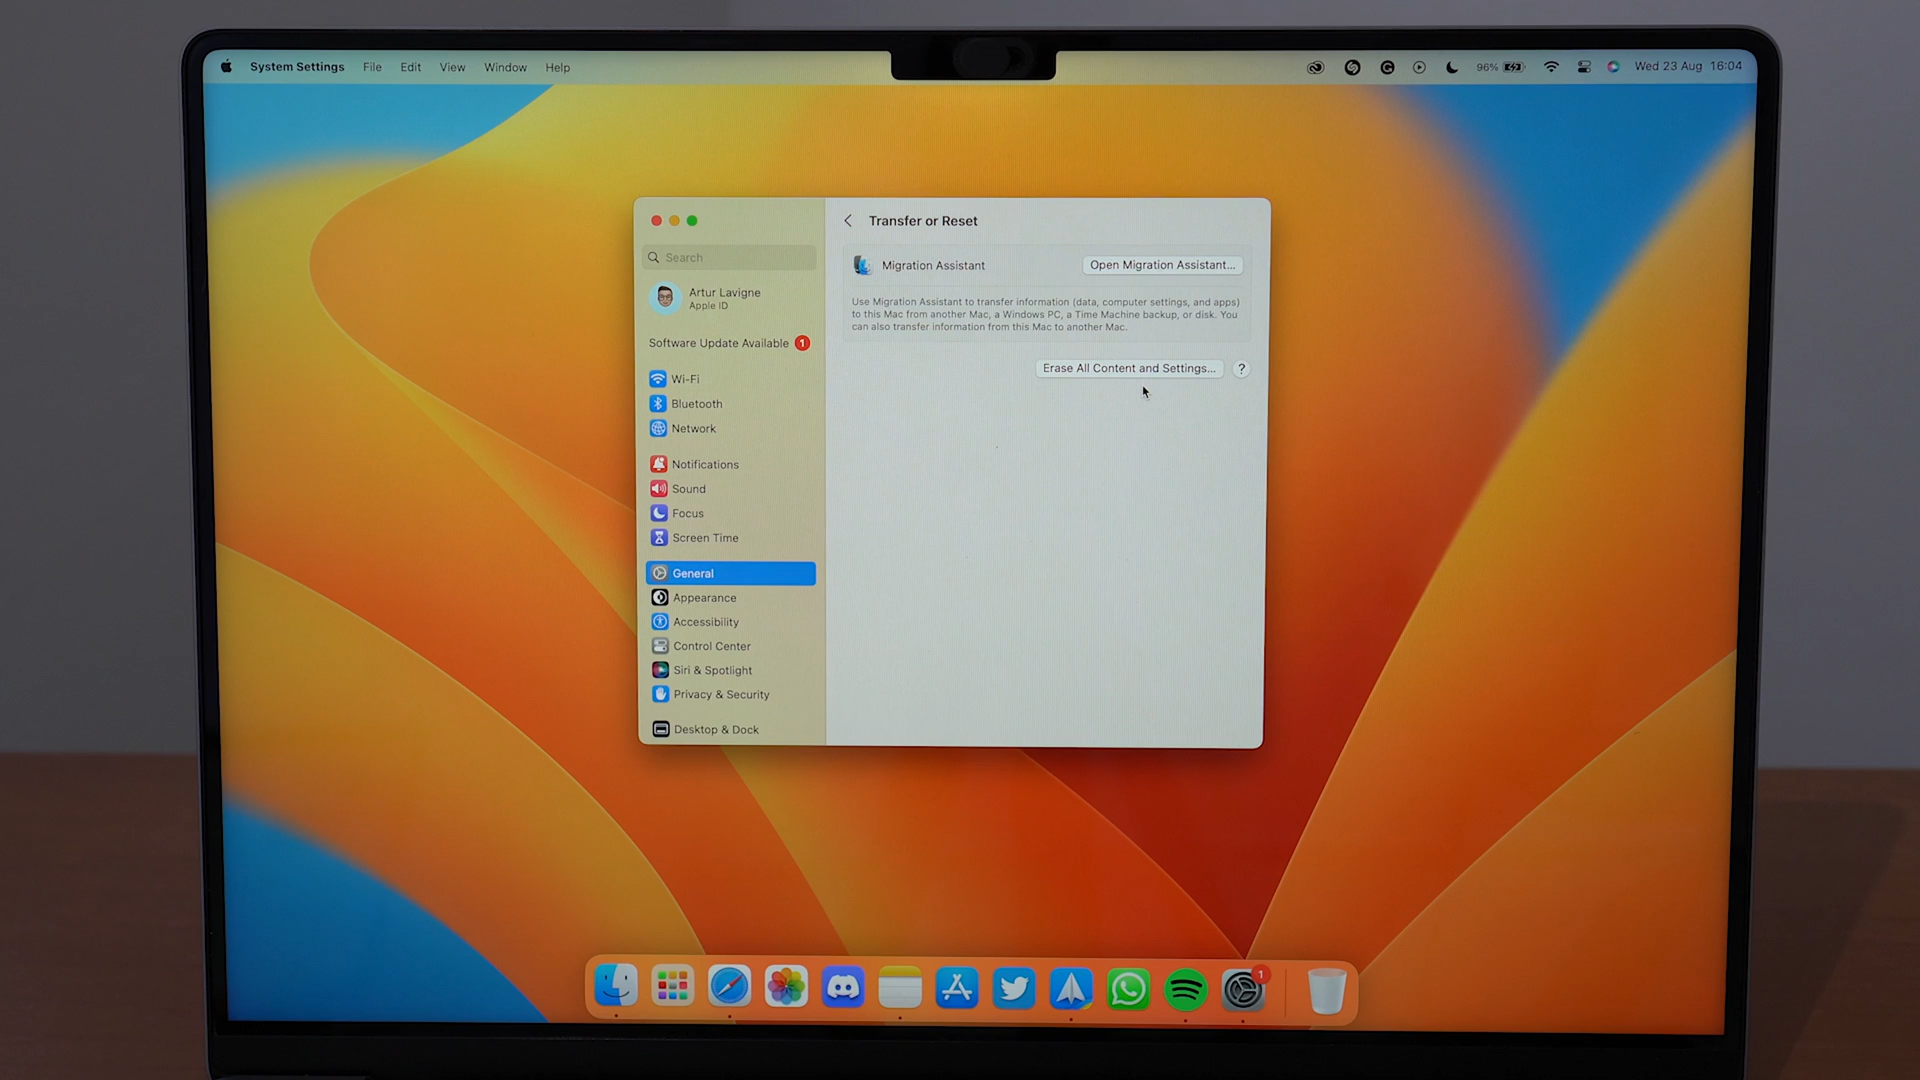 System Settings File Edit View Window Help 96% Wed 23 Aug 16:04
Transfer or Reset
Search
Migration Assistant Open Migration Assistant...
Artur Lavigne
Apple ID
Use Migration Assistant to transfer information (data, computer settings, and apps)
to this Mac from another Mac, a Windows PC, a Time Machine backup, or disk. You
can also transfer information from this Mac to another Mac.
Software Update Available 1
Erase All Content and Settings... ?
Wi-Fi
Bluetooth
Network
Notifications
Sound
Focus
Screen Time
General
Appearance
Accessibility
Control Center
Siri & Spotlight
Privacy & Security
Desktop & Dock
1